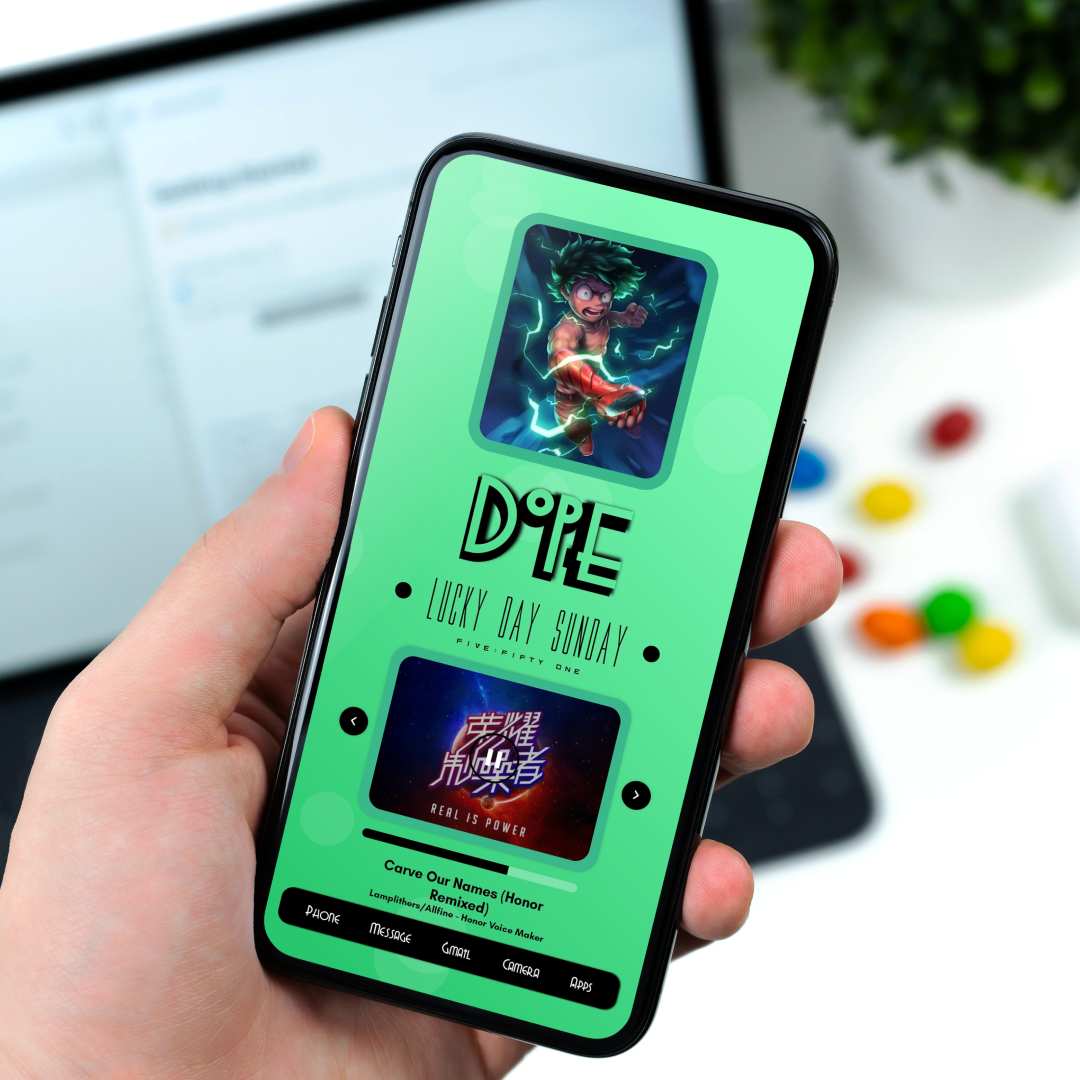 DOPE
LUCKY DAY SUNDAY
FIVE:FIFTY ONE
荣耀
制噪者
REAL IS POWER
Carve Our Names (Honor
Remixed)
Lamplithers/Allfine - Honor Voice Maker
Phone Message Gmail Camera Apps